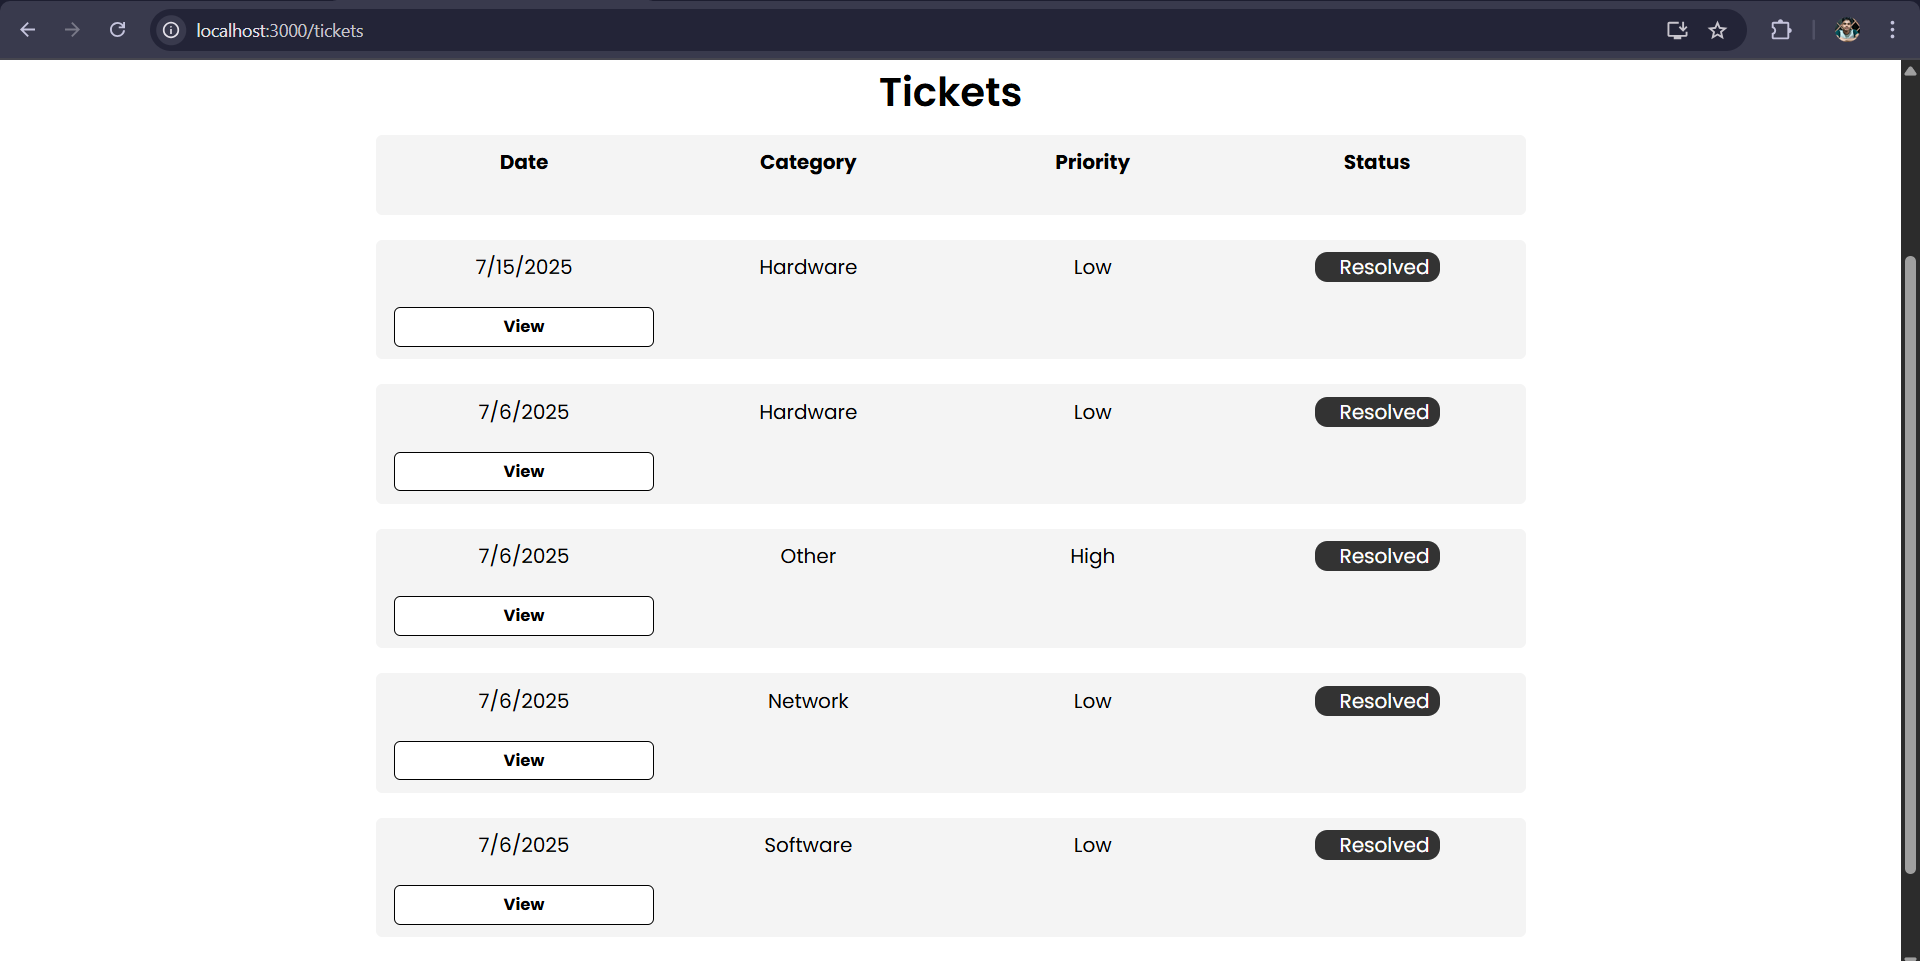 localhost:3000/tickets
Tickets
Date Category Priority Status
7/15/2025 Hardware Low Resolved
View
7/6/2025 Hardware Low Resolved
View
7/6/2025 Other High Resolved
View
7/6/2025 Network Low Resolved
View
7/6/2025 Software Low Resolved
View